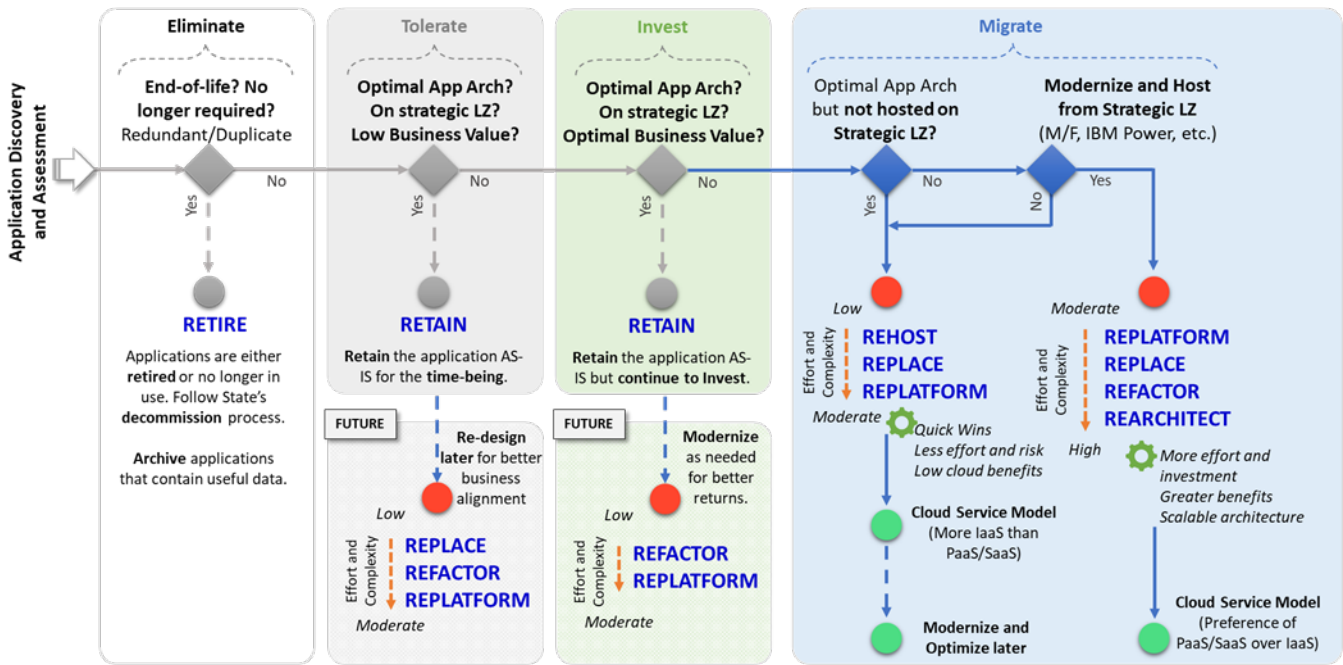 Application Discovery
and Assessment
Eliminate
End-of-life? No
longer required?
Redundant/Duplicate
No
Yes
RETIRE
Applications are either
retired or no longer in
use. Follow State's
decommission process.
Archive applications
that contain useful data.
Tolerate
Optimal App Arch?
On strategic LZ?
Low Business Value?
No
Yes
RETAIN
Retain the application AS-
IS for the time-being.
FUTURE
Re-design
later for better
business
alignment
Low
Effort and
Complexity
REPLACE
REFACTOR
REPLATFORM
Moderate
Invest
Optimal App Arch?
On strategic LZ?
Optimal Business Value?
No
Yes
RETAIN
Retain the application AS-
IS but continue to Invest.
FUTURE
Modernize
as needed
for better
returns.
Low
Effort and
Complexity
REFACTOR
REPLATFORM
Moderate
Migrate
Optimal App Arch
but not hosted on
Strategic LZ?
No
Yes
Low
Effort and
Complexity
REHOST
REPLACE
REPLATFORM
Moderate
Quick Wins
Less effort and risk
Low cloud benefits
Cloud Service Model
(More IaaS than
PaaS/SaaS)
Modernize and
Optimize later
Modernize and Host
from Strategic LZ
(M/F, IBM Power, etc.)
Yes
No
Moderate
Effort and
Complexity
REPLATFORM
REPLACE
REFACTOR
REARCHITECT
High
More effort and
investment
Greater benefits
Scalable architecture
Cloud Service Model
(Preference of
PaaS/SaaS over IaaS)